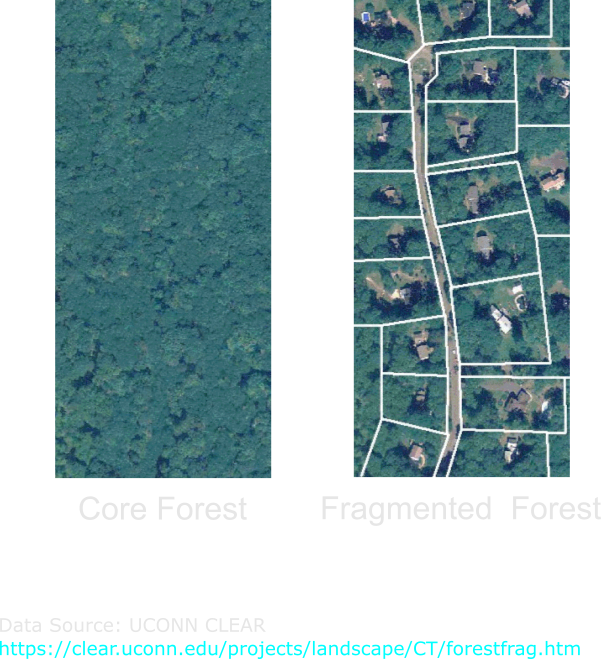 Core Forest
Fragmented Forest
Data Source: UCONN CLEAR
https://clear.uconn.edu/projects/landscape/CT/forestfrag.htm